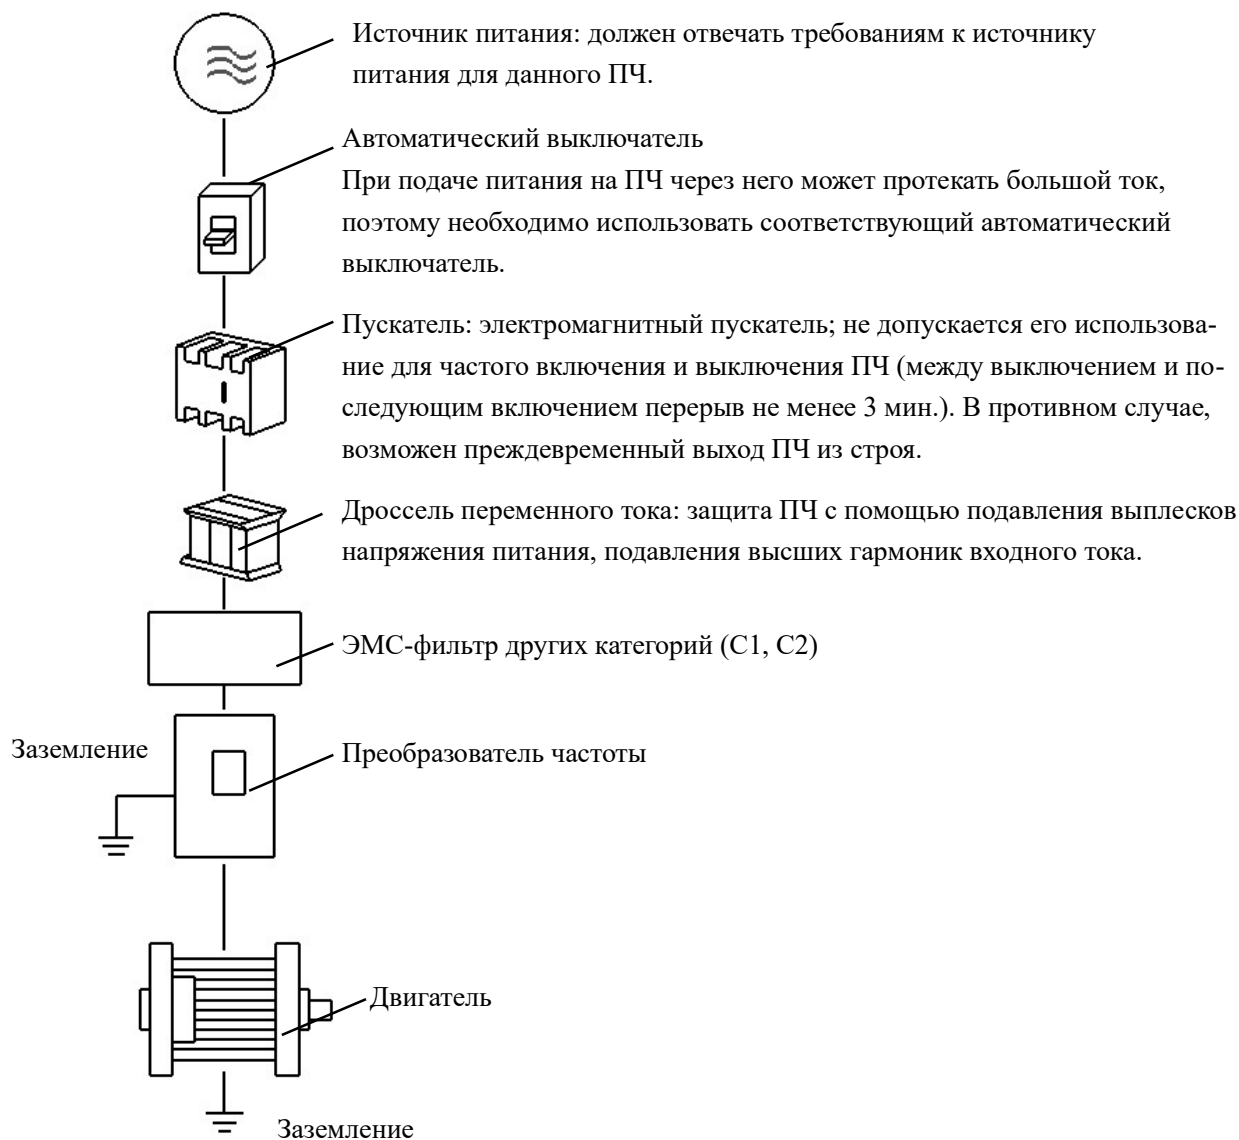 Источник питания: должен отвечать требованиям к источнику
питания для данного ПЧ.
Автоматический выключатель
При подаче питания на ПЧ через него может протекать большой ток,
поэтому необходимо использовать соответствующий автоматический
выключатель.
Пускатель: электромагнитный пускатель; не допускается его использова-
ние для частого включения и выключения ПЧ (между выключением и по-
следующим включением перерыв не менее 3 мин.). В противном случае,
возможен преждевременный выход ПЧ из строя.
Дроссель переменного тока: защита ПЧ с помощью подавления выплесков
напряжения питания, подавления высших гармоник входного тока.
ЭМС-фильтр других категорий (С1, С2)
Заземление
Преобразователь частоты
Двигатель
Заземление